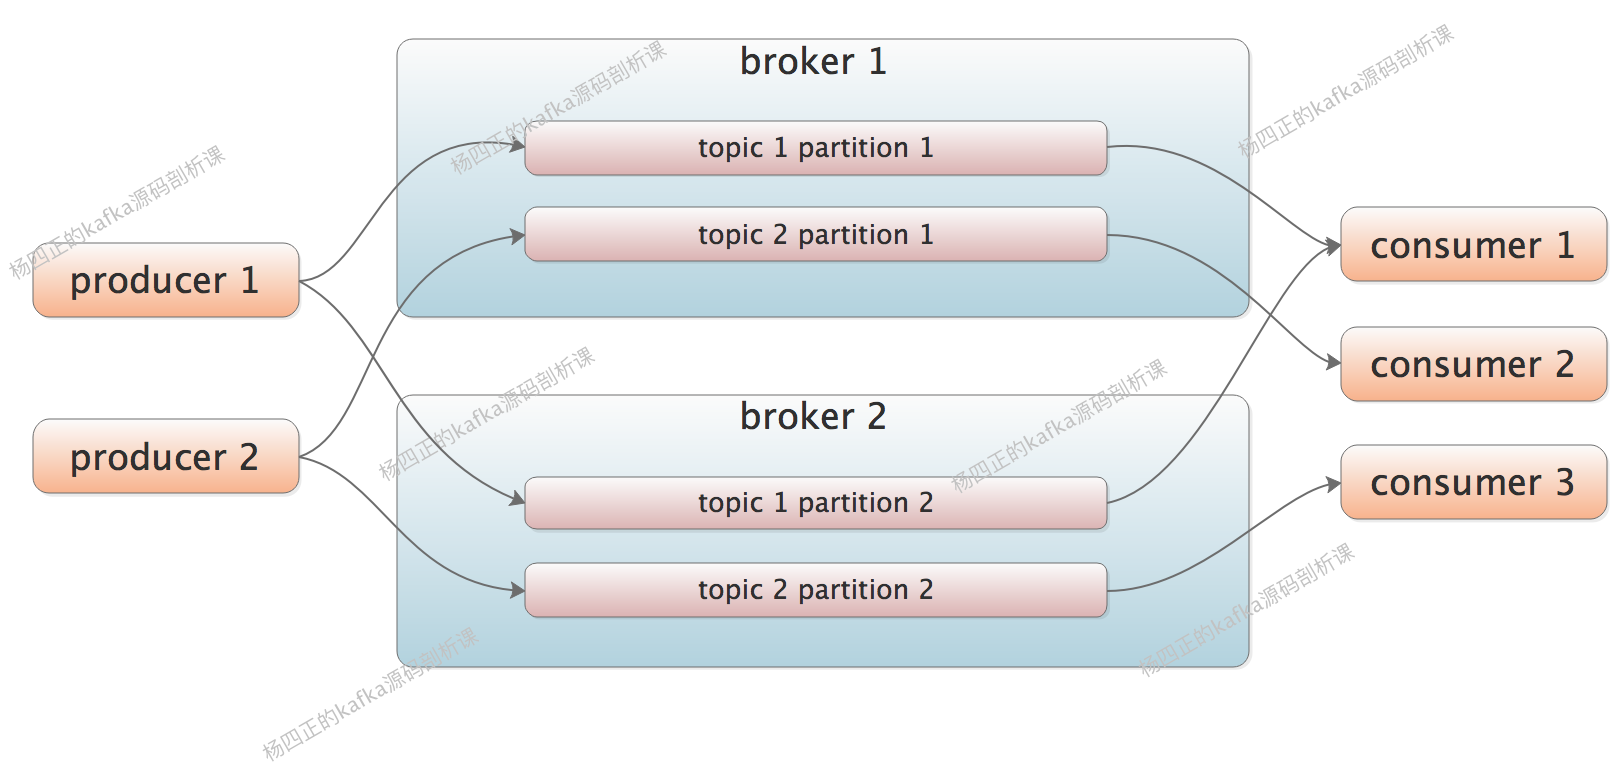 broker 1
topic 1 partition 1
topic 2 partition 1
producer 1
producer 2
broker 2
topic 1 partition 2
topic 2 partition 2
consumer 1
consumer 2
consumer 3
杨四正的kafka源码剖析课
杨四正的kafka源码剖析课
杨四正的kafka源码剖析课
杨四正的kafka源码剖析课
杨四正的kafka源码剖析课
杨四正的kafka源码剖析课
杨四正的kafka源码剖析课